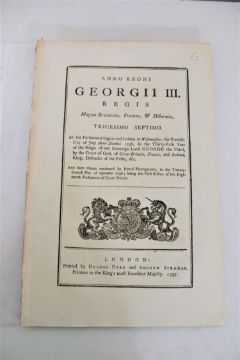 ANNO REGNI
GEORGII III.
REGIS
Magnæ Britanniæ, Franciæ, & Hiberniæ,
TRICESIMO SEPTIMO.
At the Parliament begun and holden at Westminster, the Twelfth
Day of July, Anno Domini 1796, in the Thirty-sixth Year
of the Reign of our Sovereign Lord GEORGE the Third,
by the Grace of God, of Great Britain, France, and Ireland,
King, Defender of the Faith, &c.
And from thence continued by several Prorogations, to the
Day of September 1796, being the First Session of the Eigh-
teenth Parliament of Great Britain.
LONDON:
Printed by GEORGE EYRE and ANDREW STRAHAN,
Printers to the King's most Excellent Majesty. 1797.